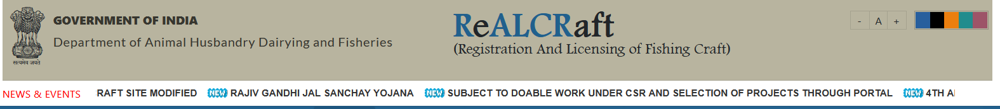 GOVERNMENT OF INDIA
Department of Animal Husbandry Dairying and Fisheries
सत्यमेव जयते
ReALCRaft
(Registration And Licensing of Fishing Craft)
- A +
NEWS & EVENTS RAFT SITE MODIFIED NEW RAJIV GANDHI JAL SANCHAY YOJANA NEW SUBJECT TO DOABLE WORK UNDER CSR AND SELECTION OF PROJECTS THROUGH PORTAL NEW 4TH